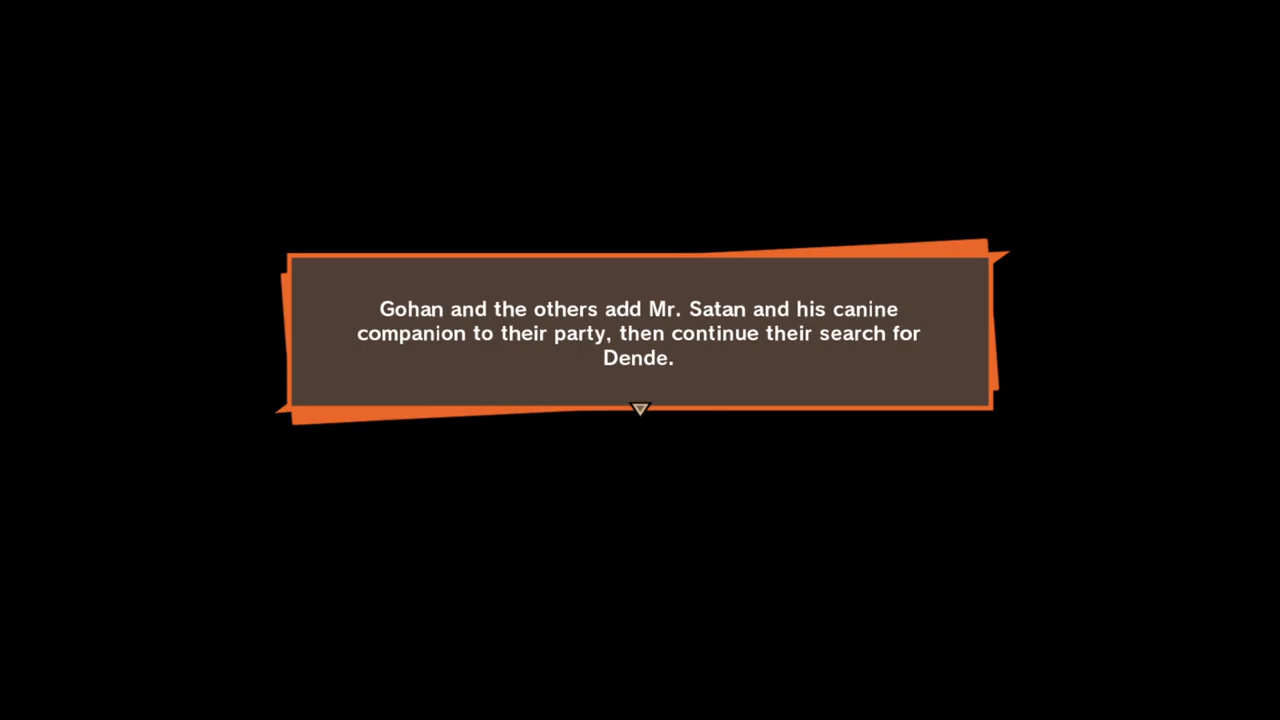 Gohan and the others add Mr. Satan and his canine
companion to their party, then continue their search for
Dende.